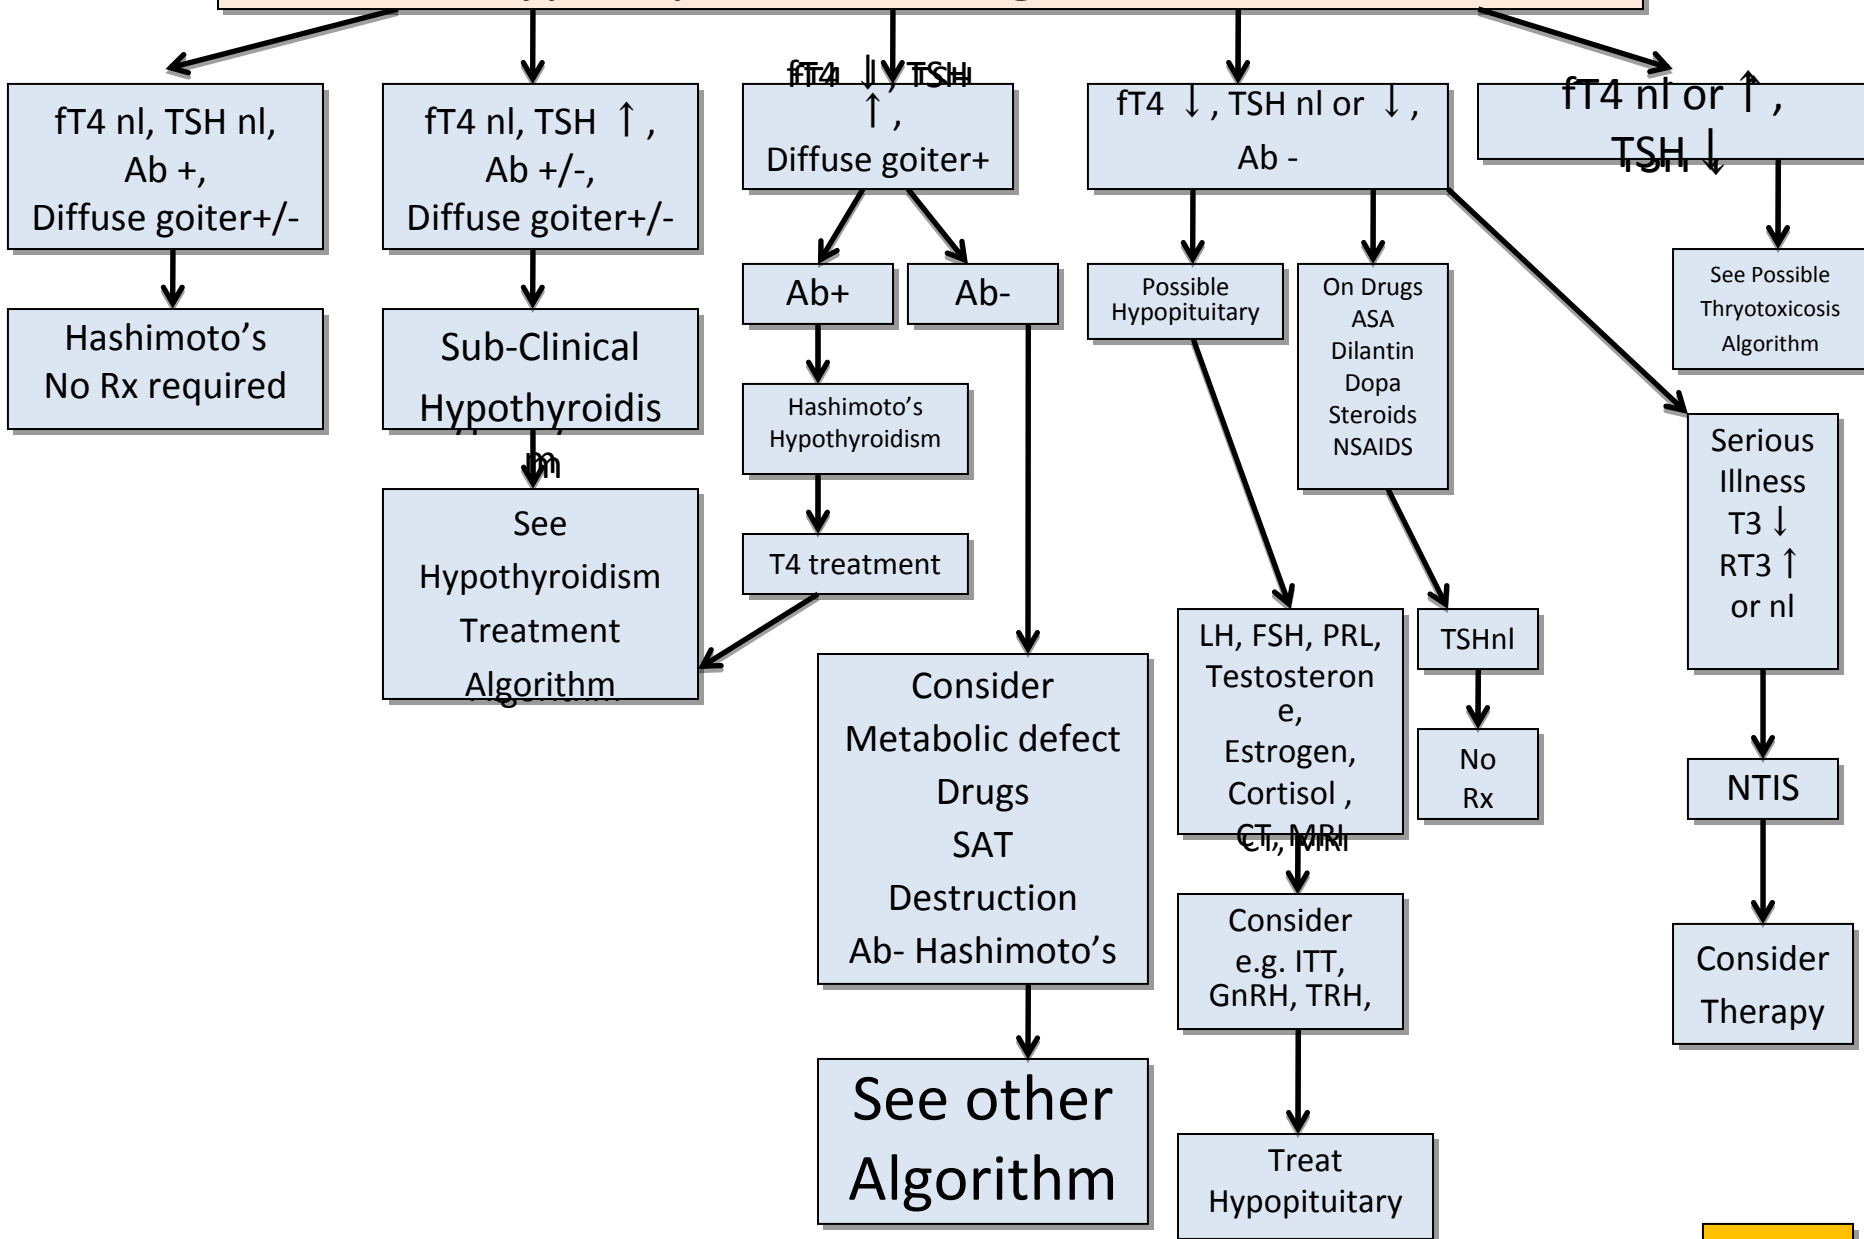 fT4 nl, TSH nl,
Ab +,
Diffuse goiter+/-
fT4 nl, TSH ↑,
Ab +/-,
Diffuse goiter+/-
fT4 ↓, TSH
↑,
Diffuse goiter+
fT4 ↓, TSH nl or ↓,
Ab -
fT4 nl or ↑,
TSH ↓
Hashimoto’s
No Rx required
Sub-Clinical
Hypothyroidis
m
See
Hypothyroidism
Treatment
Algorithm
Ab+
Ab-
Hashimoto’s
Hypothyroidism
T4 treatment
Consider
Metabolic defect
Drugs
SAT
Destruction
Ab- Hashimoto’s
See other
Algorithm
Possible
Hypopituitary
On Drugs
ASA
Dilantin
Dopa
Steroids
NSAIDS
LH, FSH, PRL,
Testosteron
e,
Estrogen,
Cortisol ,
CT, MRI
TSHnl
No
Rx
Consider
e.g. ITT,
GnRH, TRH,
Treat
Hypopituitary
See Possible
Thryotoxicosis
Algorithm
Serious
Illness
T3 ↓
RT3 ↑
or nl
NTIS
Consider
Therapy